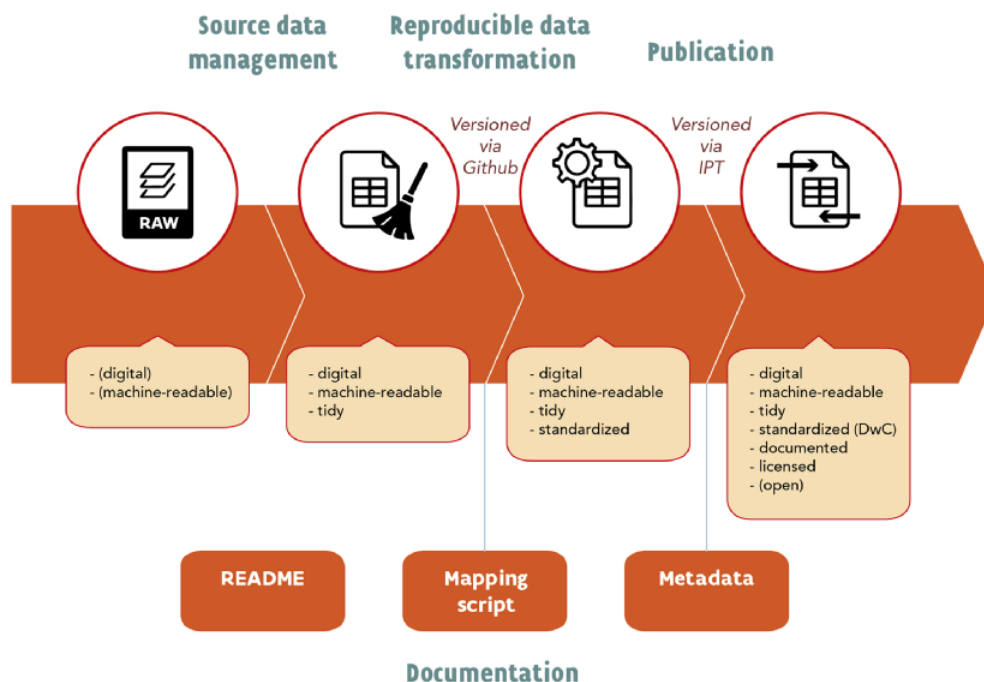 Source data
management
Reproducible data
transformation
Publication
Versioned
via
Github
Versioned
via
IPT
RAW
- (digital)
- (machine-readable)
- digital
- machine-readable
- tidy
- digital
- machine-readable
- tidy
- standardized
- digital
- machine-readable
- tidy
- standardized (DwC)
- documented
- licensed
- (open)
README
Mapping
script
Metadata
Documentation